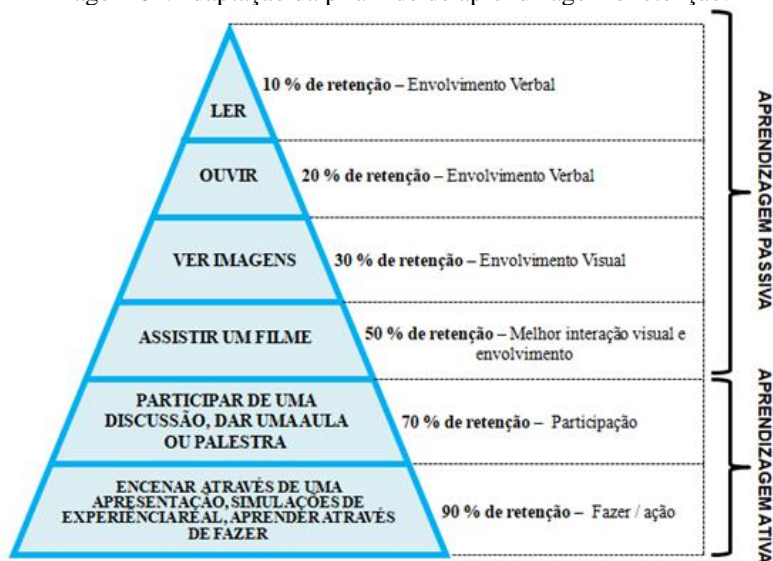 LER
10 % de retenção – Envolvimento Verbal
OUVIR
20 % de retenção – Envolvimento Verbal
VER IMAGENS
30 % de retenção – Envolvimento Visual
ASSISTIR UM FILME
50 % de retenção – Melhor interação visual e
envolvimento
PARTICIPAR DE UMA
DISCUSSÃO, DAR UMA AULA
OU PALESTRA
70 % de retenção – Participação
ENCENAR ATRAVÉS DE UMA
APRESENTAÇÃO, SIMULAÇÕES DE
EXPERIÊNCIA REAL, APRENDER ATRAVÉS
DE FAZER
90 % de retenção – Fazer / ação
APRENDIZAGEM PASSIVA
APRENDIZAGEM ATIVA